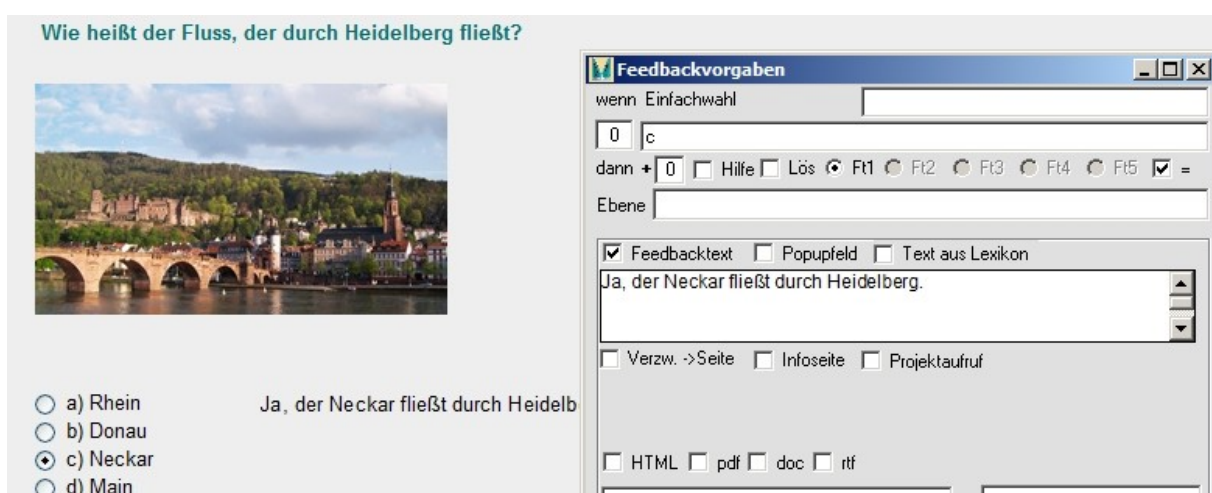 Wie heißt der Fluss, der durch Heidelberg fließt?
Feedbackvorgaben
wenn Einfachwahl
0 c
dann + 0 Hilfe Lös Ft1 Ft2 Ft3 Ft4 Ft5 =
Ebene
Feedbacktext Popupfeld Text aus Lexikon
Ja, der Neckar fließt durch Heidelberg.
Verzw. ->Seite Infoseite Projektaufruf
HTML pdf doc rtf
a) Rhein
Ja, der Neckar fließt durch Heidelb
b) Donau
c) Neckar
d) Main